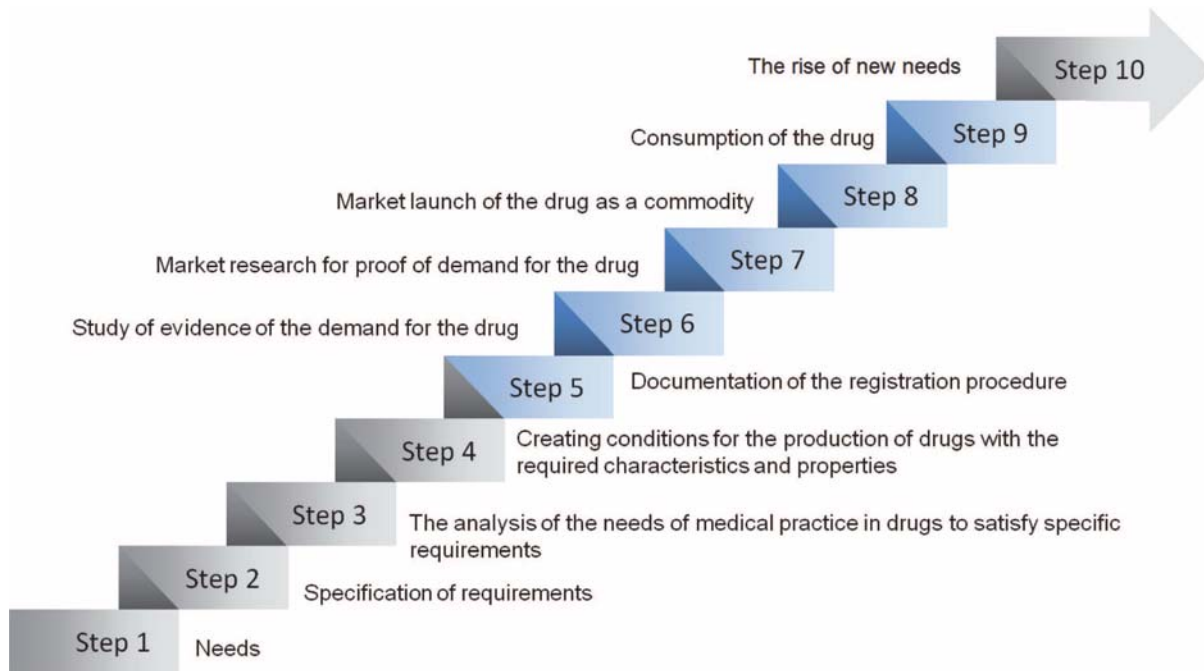 The rise of new needs
Step 10
Consumption of the drug
Step 9
Market launch of the drug as a commodity
Step 8
Market research for proof of demand for the drug
Step 7
Study of evidence of the demand for the drug
Step 6
Step 5
Documentation of the registration procedure
Step 4
Creating conditions for the production of drugs with the
required characteristics and properties
Step 3
The analysis of the needs of medical practice in drugs to satisfy specific
requirements
Step 2
Specification of requirements
Step 1
Needs